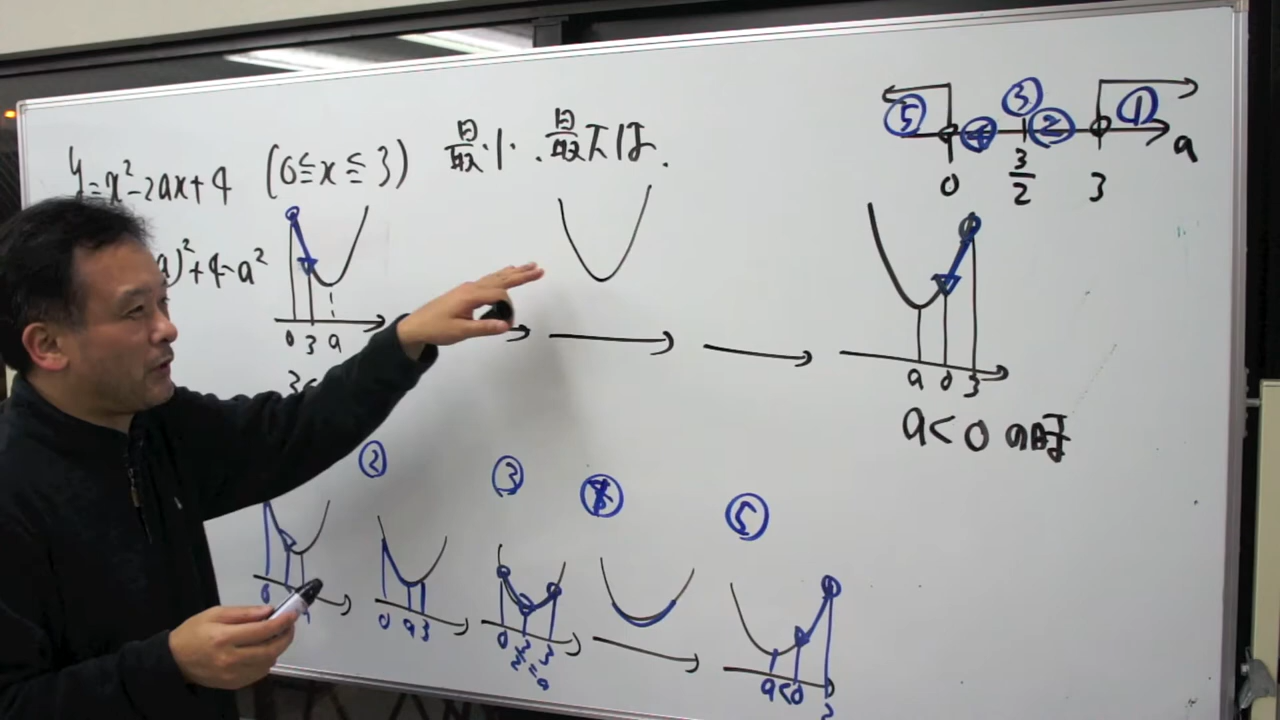 y=x²-2ax+4 (0≦x≦3) 最小.最大は.
a)²+4-a²
⑤ ④ ③ ② ①
0 3/2 3 a
0 3 a
3<
a 0 3
a<0の時
② ③ ④ ⑤
0
0 a 3
0 3/2 3
=a
a<0 3